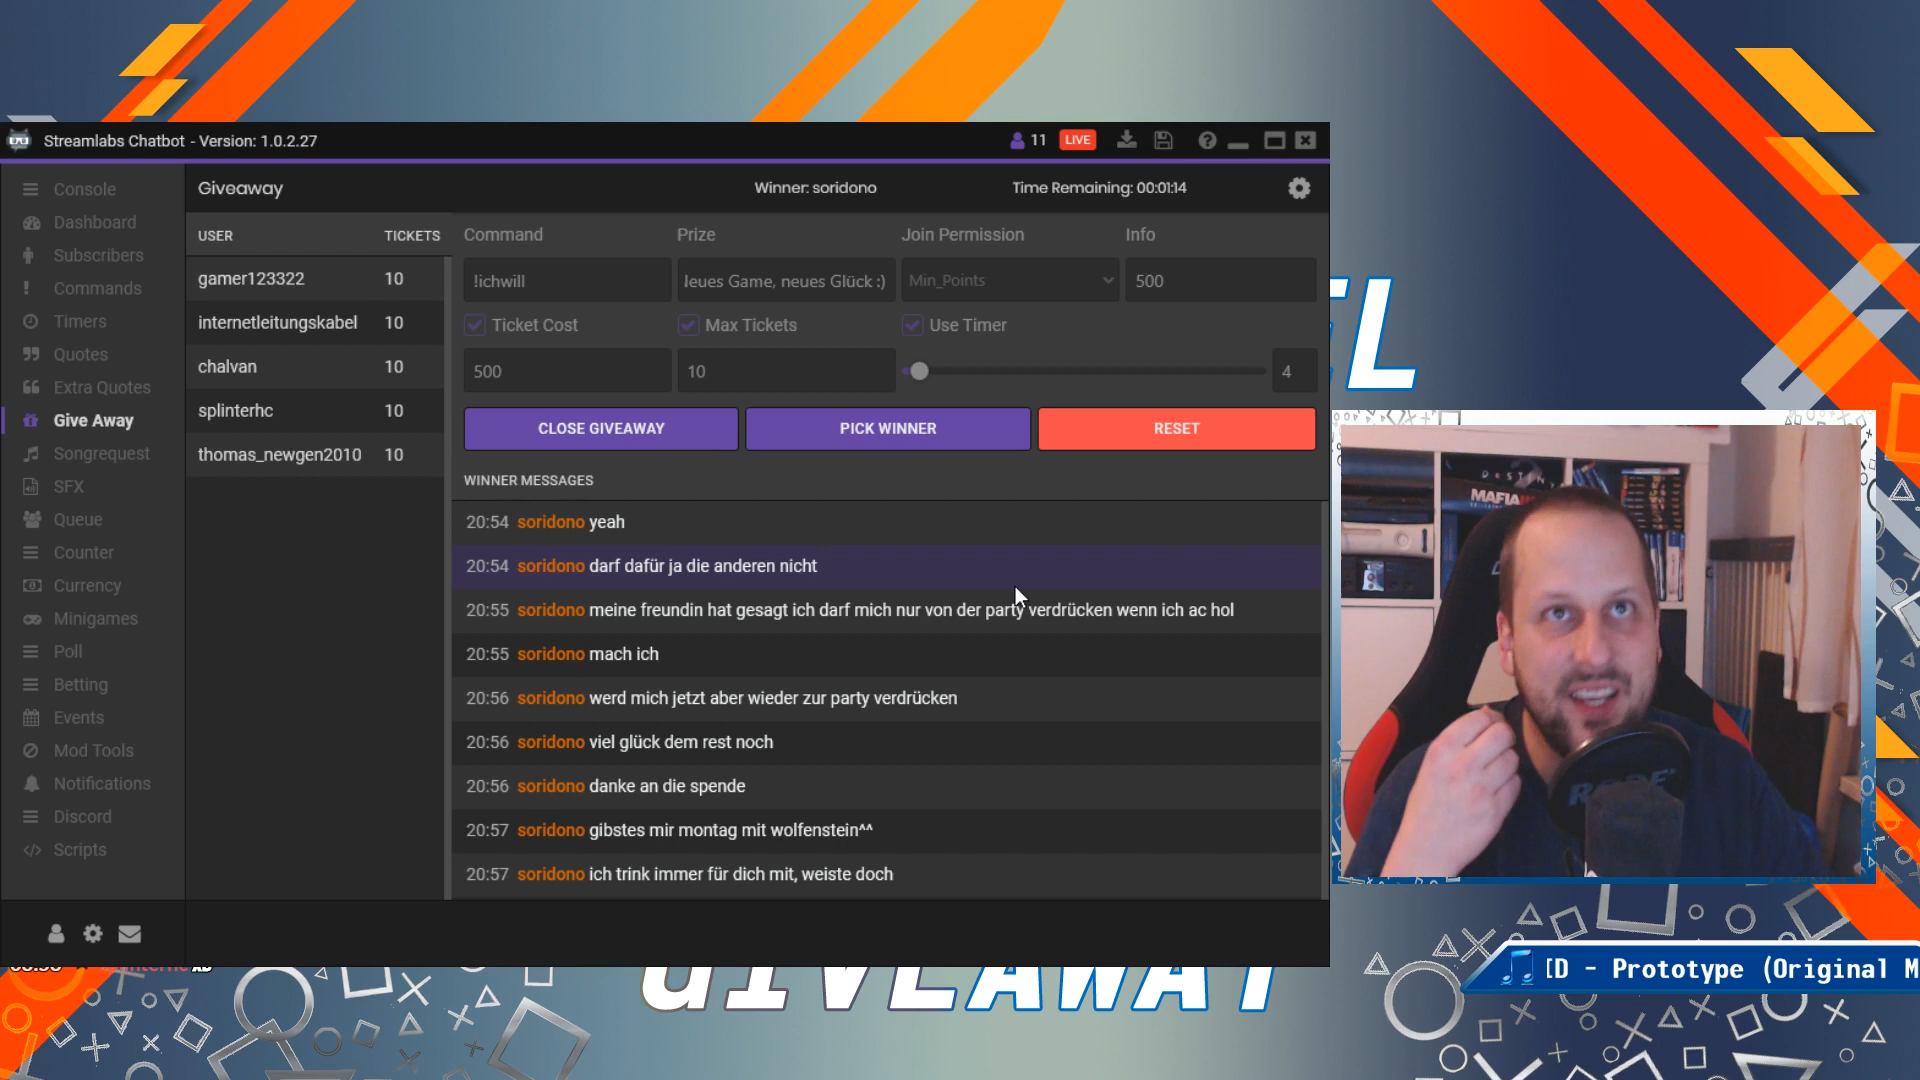 Streamlabs Chatbot - Version: 1.0.2.27
11
LIVE
Console
Dashboard
Subscribers
Commands
Timers
Quotes
Extra Quotes
Give Away
Songrequest
SFX
Queue
Counter
Currency
Minigames
Poll
Betting
Events
Mod Tools
Notifications
Discord
Scripts
Giveaway
Winner: soridono
Time Remaining: 00:01:14
USER TICKETS
gamer123322 10
internetleitungskabel 10
chalvan 10
splinterhc 10
thomas_newgen2010 10
Command Prize Join Permission Info
!ichwill
leues Game, neues Glück :)
Min_Points
500
Ticket Cost
Max Tickets
Use Timer
500
10
4
CLOSE GIVEAWAY
PICK WINNER
RESET
WINNER MESSAGES
20:54 soridono yeah
20:54 soridono darf dafür ja die anderen nicht
20:55 soridono meine freundin hat gesagt ich darf mich nur von der party verdrücken wenn ich ac hol
20:55 soridono mach ich
20:56 soridono werd mich jetzt aber wieder zur party verdrücken
20:56 soridono viel glück dem rest noch
20:56 soridono danke an die spende
20:57 soridono gibstes mir montag mit wolfenstein^^
20:57 soridono ich trink immer für dich mit, weiste doch
EL
DESTINY
MAFIA III
RODE
GIVEAWAY
ID - Prototype (Original M